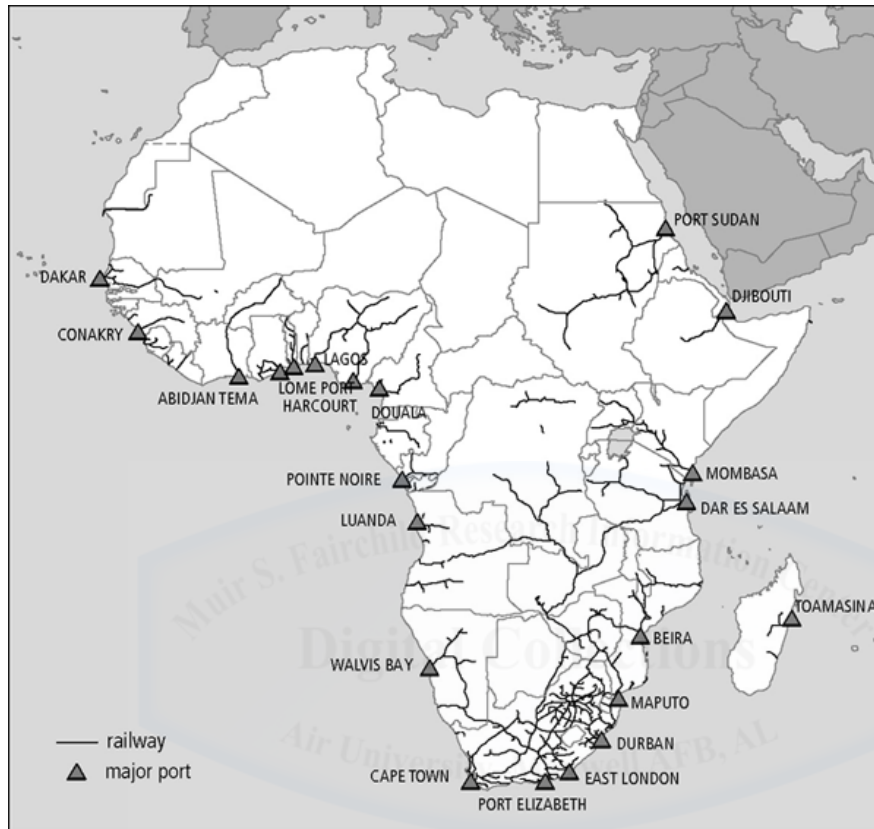 PORT SUDAN
DAKAR
DJIBOUTI
CONAKRY
LAGOS
ABIDJAN TEMA
LOME PORT
HARCOURT
DOUALA
POINTE NOIRE
MOMBASA
DAR ES SALAAM
LUANDA
Muir S. Fairchild Research Information Center
TOAMASINA
BEIRA
Digital Collections
WALVIS BAY
MAPUTO
railway
DURBAN
Air University, Maxwell AFB, AL
major port
CAPE TOWN
EAST LONDON
PORT ELIZABETH